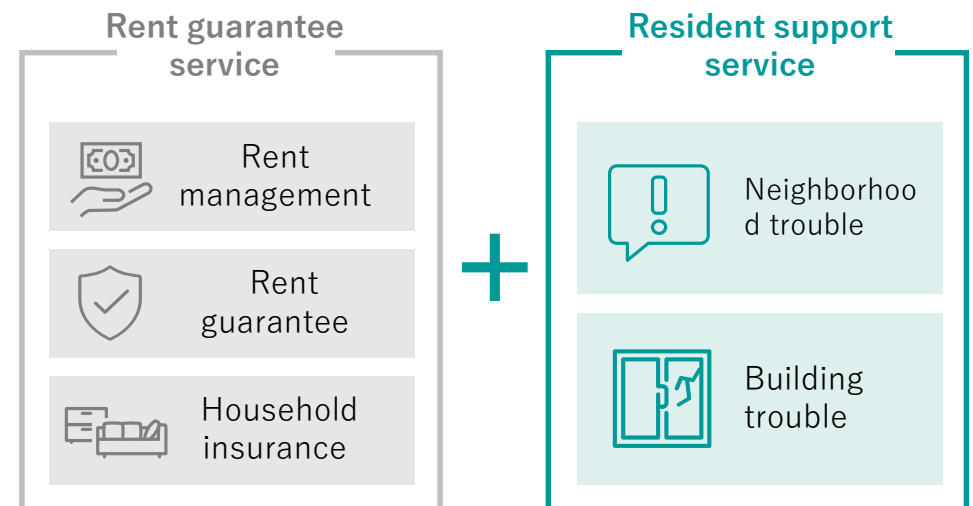 Rent guarantee
service
Rent
management
Rent
guarantee
Household
insurance
Resident support
service
Neighborhoo
d trouble
Building
trouble